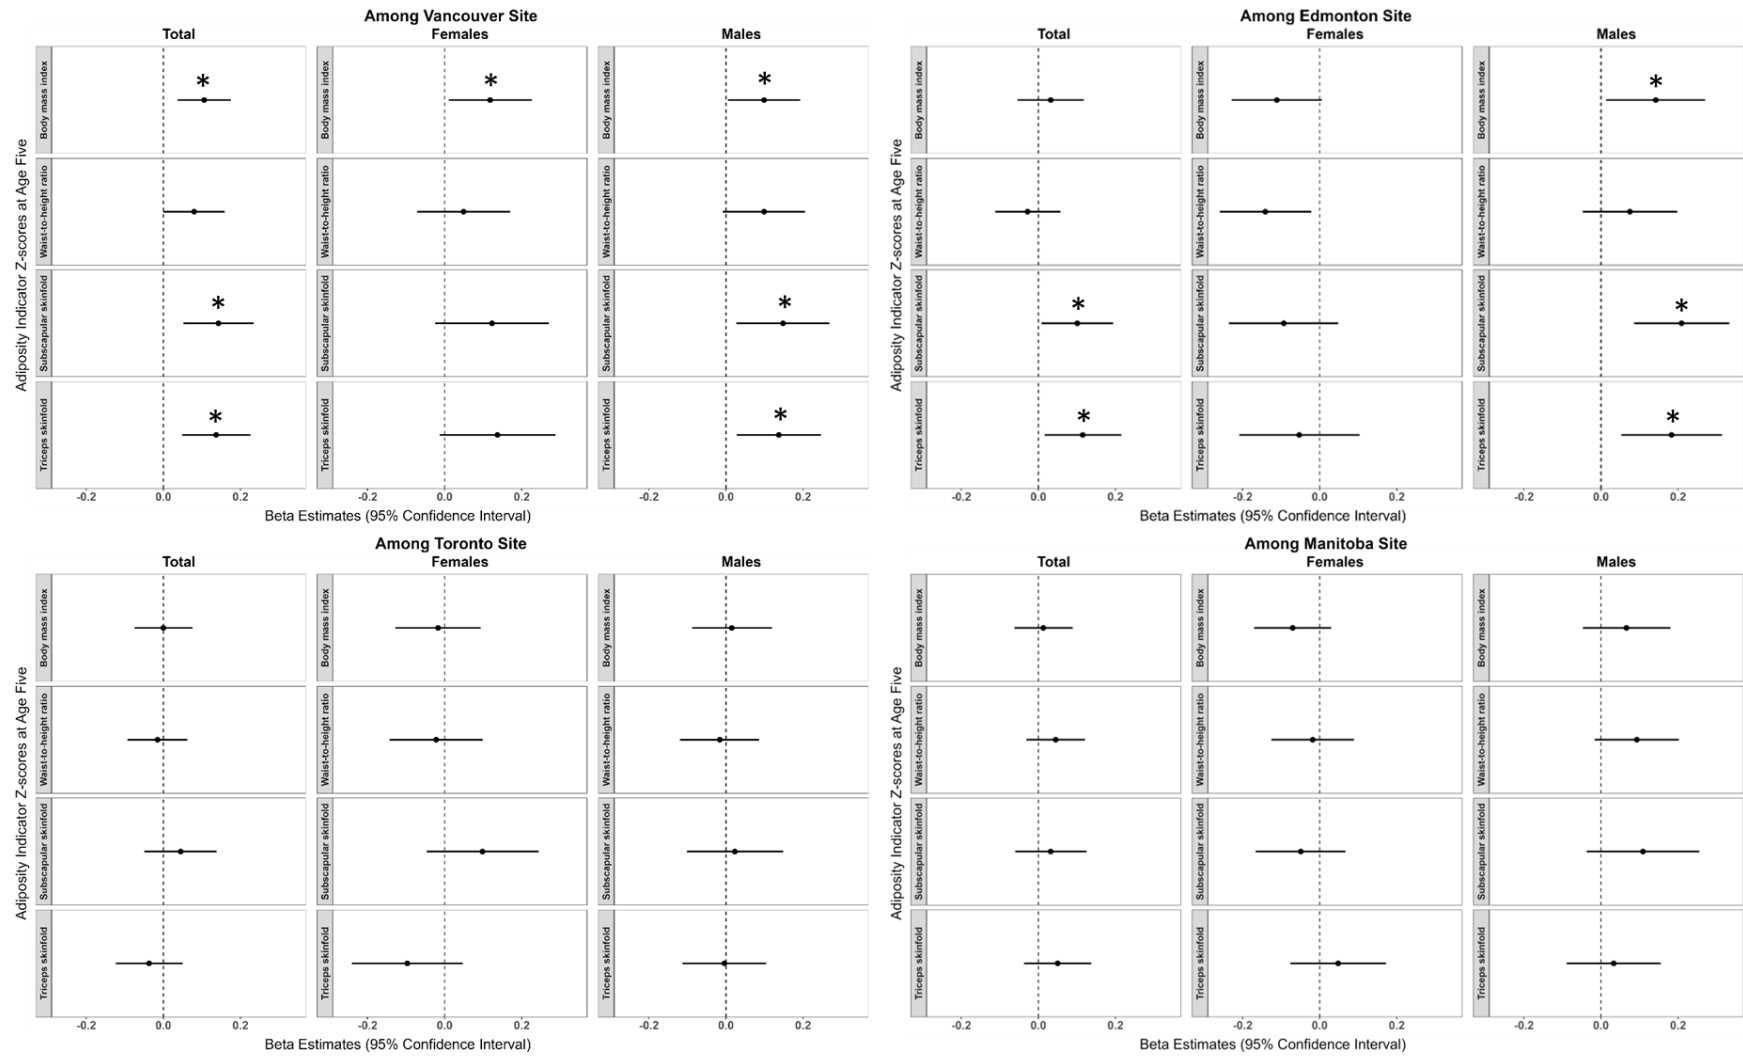 Among Vancouver Site
Total Females Males
Adiposity Indicator Z-scores at Age Five
Body mass index Body mass index Body mass index
* * *
Waist-to-height ratio Waist-to-height ratio Waist-to-height ratio
Subscapular skinfold Subscapular skinfold Subscapular skinfold
* *
Triceps skinfold Triceps skinfold Triceps skinfold
* *
-0.2 0.0 0.2 -0.2 0.0 0.2 -0.2 0.0 0.2
Beta Estimates (95% Confidence Interval)
Among Edmonton Site
Total Females Males
Adiposity Indicator Z-scores at Age Five
Body mass index Body mass index Body mass index
*
Waist-to-height ratio Waist-to-height ratio Waist-to-height ratio
Subscapular skinfold Subscapular skinfold Subscapular skinfold
* *
Triceps skinfold Triceps skinfold Triceps skinfold
* *
-0.2 0.0 0.2 -0.2 0.0 0.2 -0.2 0.0 0.2
Beta Estimates (95% Confidence Interval)
Among Toronto Site
Total Females Males
Adiposity Indicator Z-scores at Age Five
Body mass index Body mass index Body mass index
Waist-to-height ratio Waist-to-height ratio Waist-to-height ratio
Subscapular skinfold Subscapular skinfold Subscapular skinfold
Triceps skinfold Triceps skinfold Triceps skinfold
-0.2 0.0 0.2 -0.2 0.0 0.2 -0.2 0.0 0.2
Beta Estimates (95% Confidence Interval)
Among Manitoba Site
Total Females Males
Adiposity Indicator Z-scores at Age Five
Body mass index Body mass index Body mass index
Waist-to-height ratio Waist-to-height ratio Waist-to-height ratio
Subscapular skinfold Subscapular skinfold Subscapular skinfold
Triceps skinfold Triceps skinfold Triceps skinfold
-0.2 0.0 0.2 -0.2 0.0 0.2 -0.2 0.0 0.2
Beta Estimates (95% Confidence Interval)